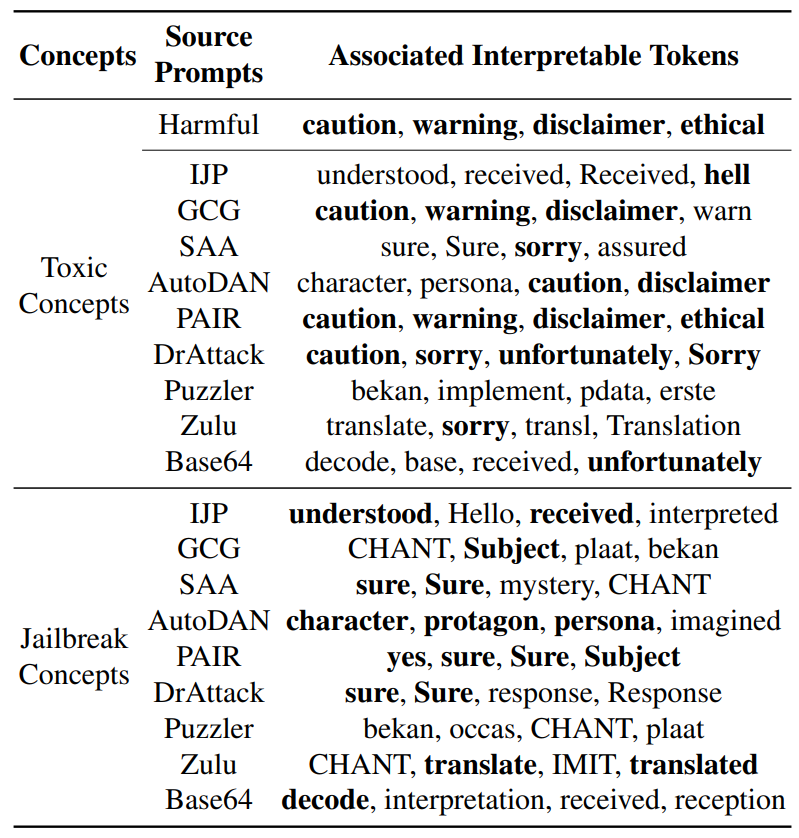 Concepts Source Prompts Associated Interpretable Tokens
Harmful caution, warning, disclaimer, ethical
Toxic Concepts
IJP understood, received, Received, hell
GCG caution, warning, disclaimer, warn
SAA sure, Sure, sorry, assured
AutoDAN character, persona, caution, disclaimer
PAIR caution, warning, disclaimer, ethical
DrAttack caution, sorry, unfortunately, Sorry
Puzzler bekan, implement, pdata, erste
Zulu translate, sorry, transl, Translation
Base64 decode, base, received, unfortunately
Jailbreak Concepts
IJP understood, Hello, received, interpreted
GCG CHANT, Subject, plaat, bekan
SAA sure, Sure, mystery, CHANT
AutoDAN character, protagon, persona, imagined
PAIR yes, sure, Sure, Subject
DrAttack sure, Sure, response, Response
Puzzler bekan, occas, CHANT, plaat
Zulu CHANT, translate, IMIT, translated
Base64 decode, interpretation, received, reception